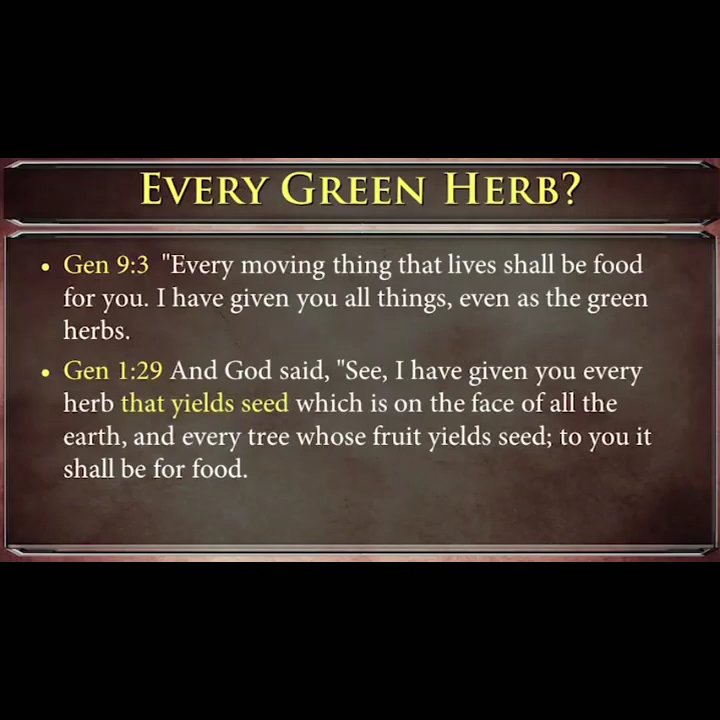 EVERY GREEN HERB?
• Gen 9:3 "Every moving thing that lives shall be food
for you. I have given you all things, even as the green
herbs.
• Gen 1:29 And God said, "See, I have given you every
herb that yields seed which is on the face of all the
earth, and every tree whose fruit yields seed; to you it
shall be for food.